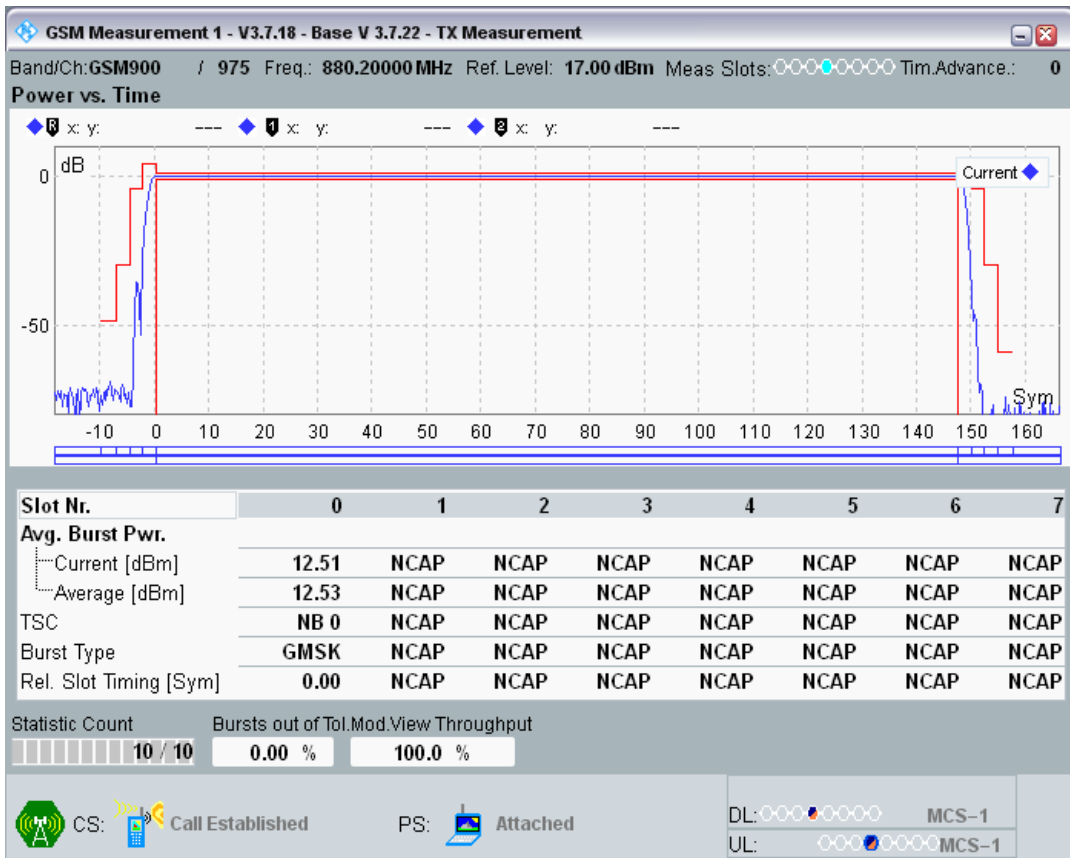 GSM Measurement 1 - V3.7.18 - Base V 3.7.22 - TX Measurement
Band/Ch:GSM900 / 975 Freq.: 880.20000 MHz Ref. Level: 17.00 dBm Meas Slots: Tim.Advance.: 0
Power vs. Time
R x: y: --- 1 x: y: --- 2 x: y: ---
dB
Current
0
-50
Sym
-10 0 10 20 30 40 50 60 70 80 90 100 110 120 130 140 150 160
Slot Nr. 0 1 2 3 4 5 6 7
Avg. Burst Pwr.
Current [dBm] 12.51 NCAP NCAP NCAP NCAP NCAP NCAP NCAP
Average [dBm] 12.53 NCAP NCAP NCAP NCAP NCAP NCAP NCAP
TSC NB 0 NCAP NCAP NCAP NCAP NCAP NCAP NCAP
Burst Type GMSK NCAP NCAP NCAP NCAP NCAP NCAP NCAP
Rel. Slot Timing [Sym] 0.00 NCAP NCAP NCAP NCAP NCAP NCAP NCAP
Statistic Count Bursts out of Tol.Mod.View Throughput
10 / 10 0.00 % 100.0 %
CS: Call Established PS: Attached
DL: MCS-1
UL: MCS-1